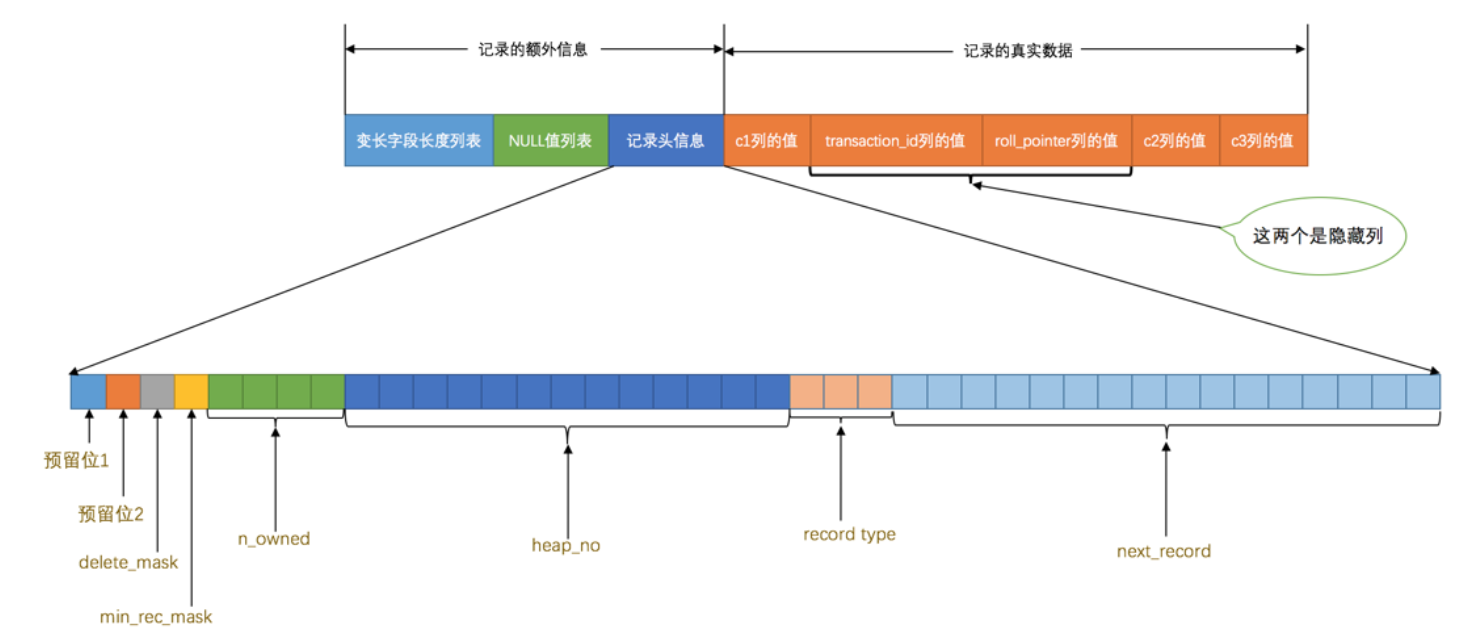 记录的额外信息
记录的真实数据
变长字段长度列表
NULL值列表
记录头信息
c1列的值
transaction_id列的值
roll_pointer列的值
c2列的值
c3列的值
这两个是隐藏列
预留位1
预留位2
delete_mask
min_rec_mask
n_owned
heap_no
record type
next_record